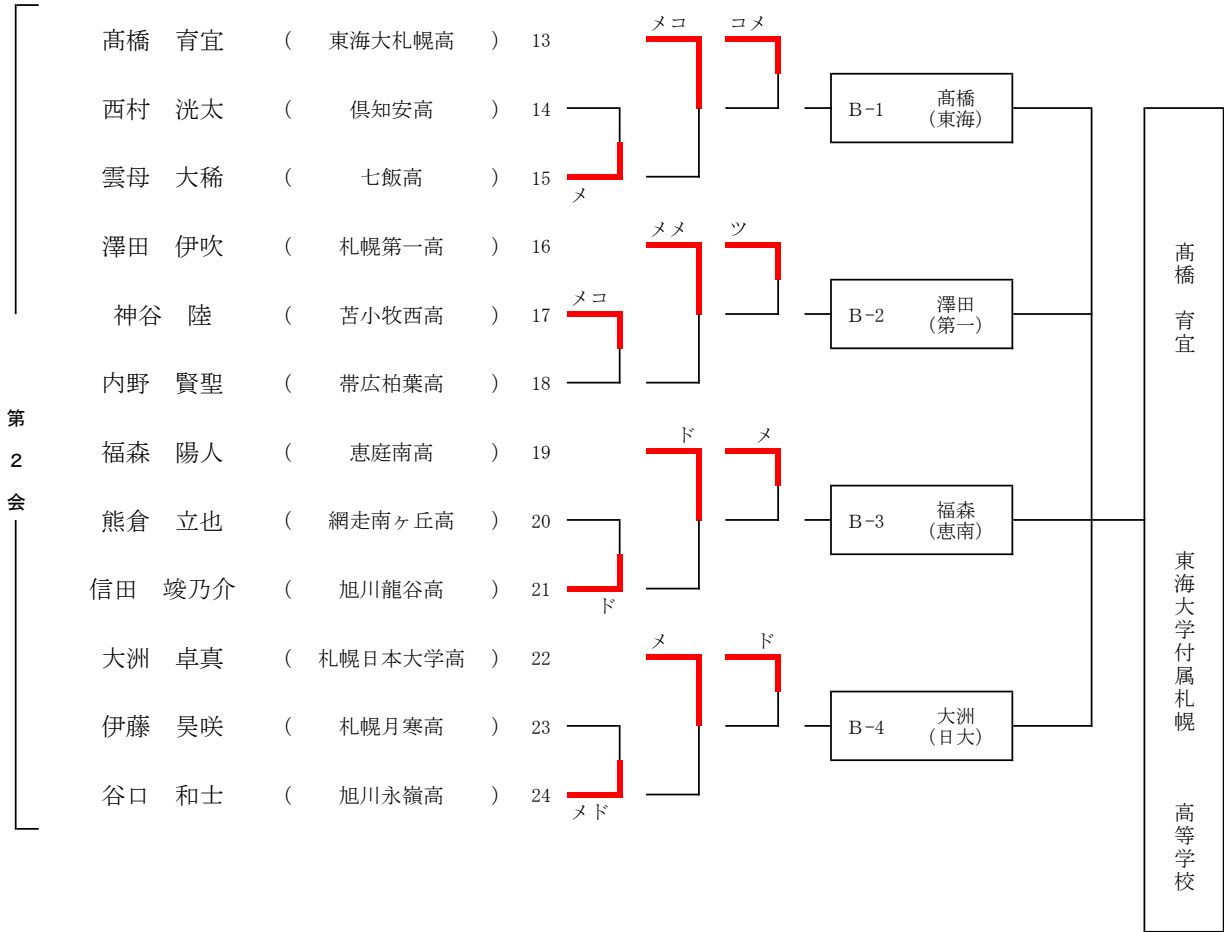 メコ コメ
髙橋 育宜 ( 東海大札幌高 ) 13
西村 洸太 ( 倶知安高 ) 14
B-1 髙橋
(東海)
雲母 大稀 ( 七飯高 ) 15
メ
メメ ツ
澤田 伊吹 ( 札幌第一高 ) 16
メコ
神谷 陸 ( 苫小牧西高 ) 17
B-2 澤田
(第一)
内野 賢聖 ( 帯広柏葉高 ) 18
ド メ
福森 陽人 ( 恵庭南高 ) 19
熊倉 立也 ( 網走南ヶ丘高 ) 20
B-3 福森
(恵南)
信田 竣乃介 ( 旭川龍谷高 ) 21
ド
メ ド
大洲 卓真 ( 札幌日本大学高 ) 22
伊藤 昊咲 ( 札幌月寒高 ) 23
B-4 大洲
(日大)
谷口 和士 ( 旭川永嶺高 ) 24
メド
第2会
髙橋 育宜
東海大学付属札幌 高等学校